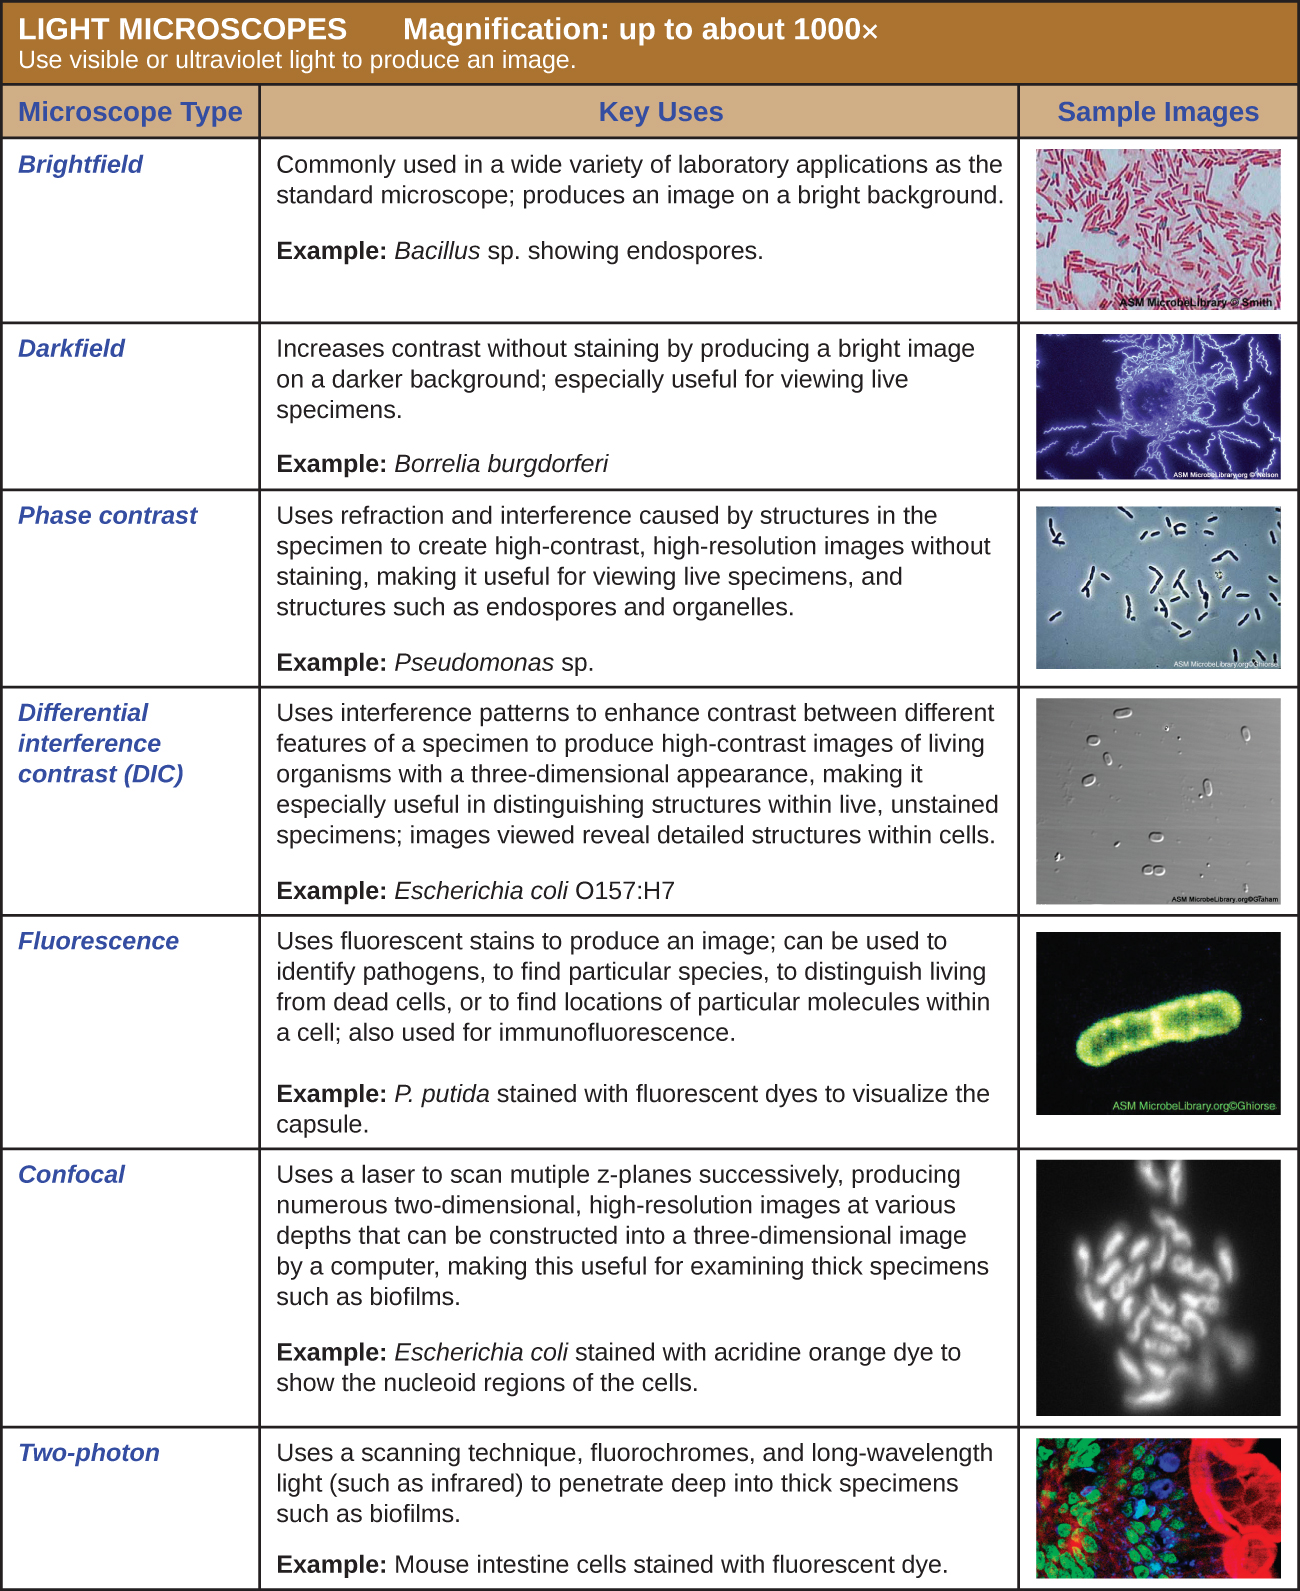 LIGHT MICROSCOPES Magnification: up to about 1000×
Use visible or ultraviolet light to produce an image.
Microscope Type Key Uses Sample Images
Brightfield
Commonly used in a wide variety of laboratory applications as the
standard microscope; produces an image on a bright background.
Example: Bacillus sp. showing endospores.
ASM MicrobeLibrary © Smith
Darkfield
Increases contrast without staining by producing a bright image
on a darker background; especially useful for viewing live
specimens.
Example: Borrelia burgdorferi
ASM MicrobeLibrary.org © Nelson
Phase contrast
Uses refraction and interference caused by structures in the
specimen to create high-contrast, high-resolution images without
staining, making it useful for viewing live specimens, and
structures such as endospores and organelles.
Example: Pseudomonas sp.
ASM MicrobeLibrary.org©Ghiorse
Differential
interference
contrast (DIC)
Uses interference patterns to enhance contrast between different
features of a specimen to produce high-contrast images of living
organisms with a three-dimensional appearance, making it
especially useful in distinguishing structures within live, unstained
specimens; images viewed reveal detailed structures within cells.
Example: Escherichia coli O157:H7
ASM MicrobeLibrary.org©Graham
Fluorescence
Uses fluorescent stains to produce an image; can be used to
identify pathogens, to find particular species, to distinguish living
from dead cells, or to find locations of particular molecules within
a cell; also used for immunofluorescence.
Example: P. putida stained with fluorescent dyes to visualize the
capsule.
ASM MicrobeLibrary.org©Ghiorse
Confocal
Uses a laser to scan mutiple z-planes successively, producing
numerous two-dimensional, high-resolution images at various
depths that can be constructed into a three-dimensional image
by a computer, making this useful for examining thick specimens
such as biofilms.
Example: Escherichia coli stained with acridine orange dye to
show the nucleoid regions of the cells.
Two-photon
Uses a scanning technique, fluorochromes, and long-wavelength
light (such as infrared) to penetrate deep into thick specimens
such as biofilms.
Example: Mouse intestine cells stained with fluorescent dye.